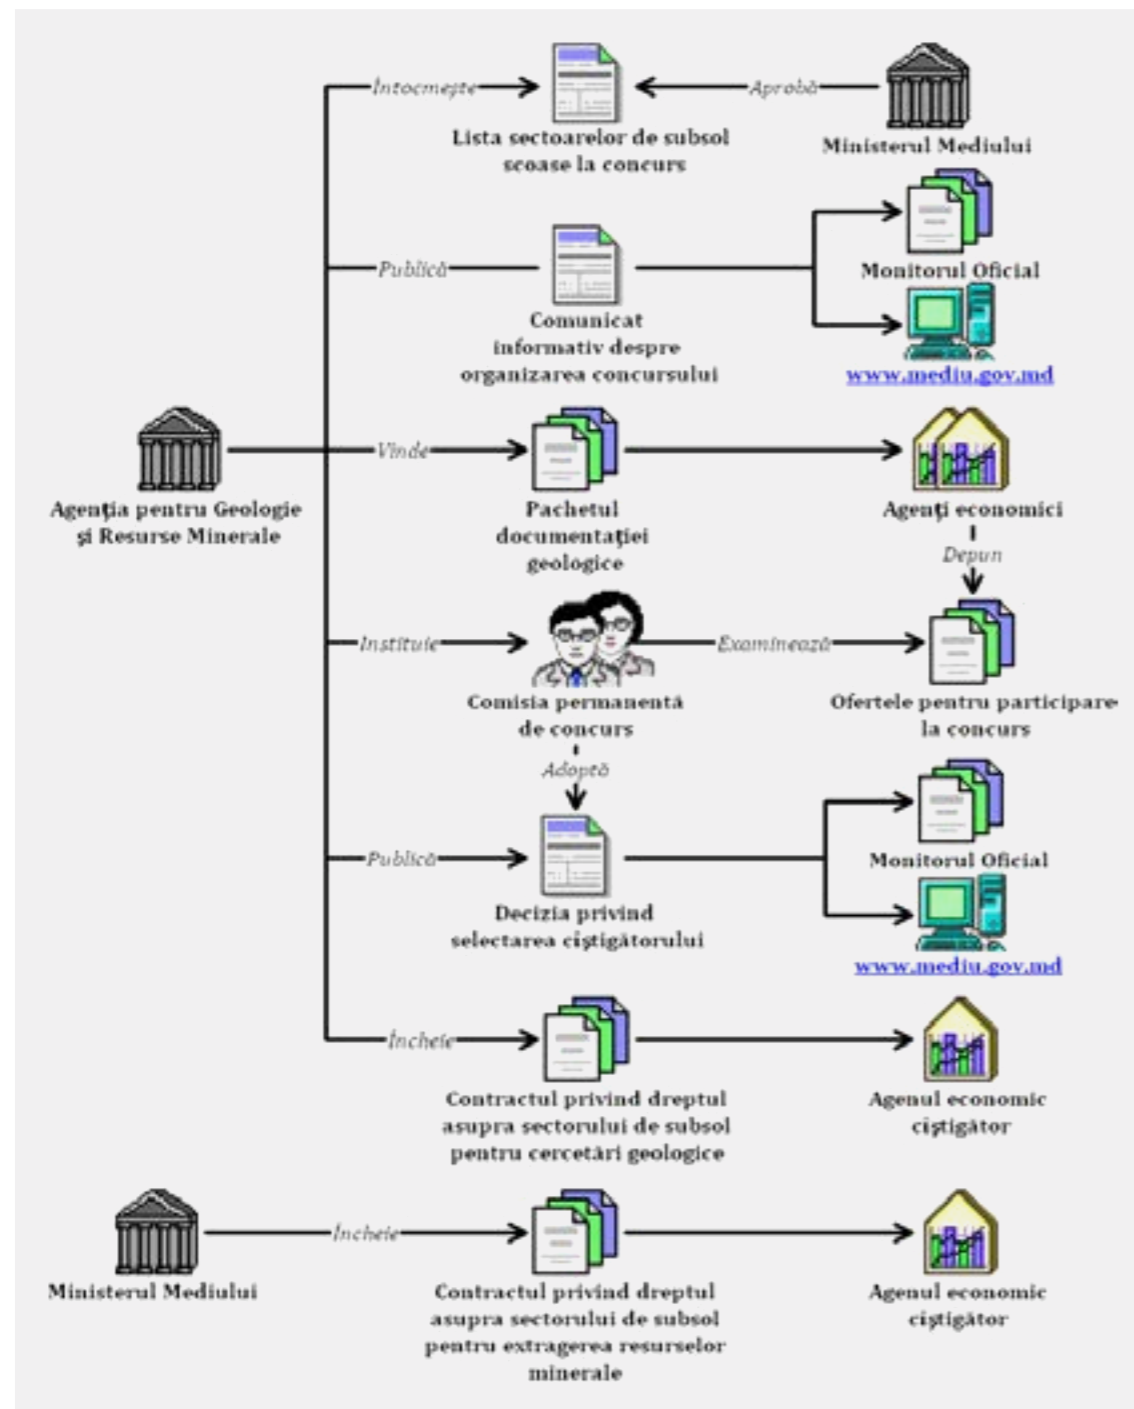 Întocmește
Aprobă
Lista sectoarelor de subsol
scoase la concurs
Ministerul Mediului
Publică
Monitorul Oficial
Comunicat
informativ despre
organizarea concursului
www.mediu.gov.md
Vinde
Agenția pentru Geologie
și Resurse Minerale
Pachetul
documentației
geologice
Agenți economici
Depun
Instituie
Examinează
Comisia permanentă
de concurs
Ofertele pentru participare
la concurs
Adoptă
Publică
Monitorul Oficial
Decizia privind
selectarea cîștigătorului
www.mediu.gov.md
Încheie
Contractul privind dreptul
asupra sectorului de subsol
pentru cercetări geologice
Agenul economic
cîștigător
Încheie
Ministerul Mediului
Contractul privind dreptul
asupra sectorului de subsol
pentru extragerea resurselor
minerale
Agenul economic
cîștigător